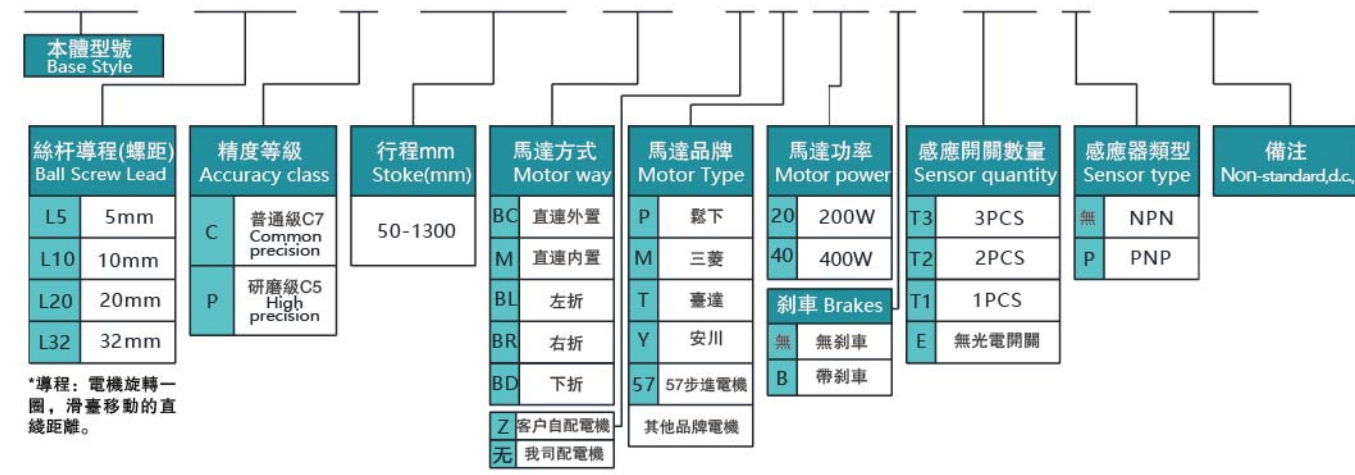 本體型號
Base Style
絲杆導程(螺距)
Ball Screw Lead
L5 5mm
L10 10mm
L20 20mm
L32 32mm
*導程：電機旋轉一
圈，滑臺移動的直
綫距離。
精度等級
Accuracy class
C 普通級C7
Common
precision
P 研磨級C5
High
precision
行程mm
Stoke(mm)
50-1300
馬達方式
Motor way
BC 直連外置
M 直連内置
BL 左折
BR 右折
BD 下折
Z 客户自配電機
无 我司配電機
馬達品牌
Motor Type
P 鬆下
M 三菱
T 臺達
Y 安川
57 57步進電機
其他品牌電機
馬達功率
Motor power
20 200W
40 400W
刹車 Brakes
無 無刹車
B 帶刹車
感應開關數量
Sensor quantity
T3 3PCS
T2 2PCS
T1 1PCS
E 無光電開關
感應器類型
Sensor type
無 NPN
P PNP
備注
Non-standard,d.c,